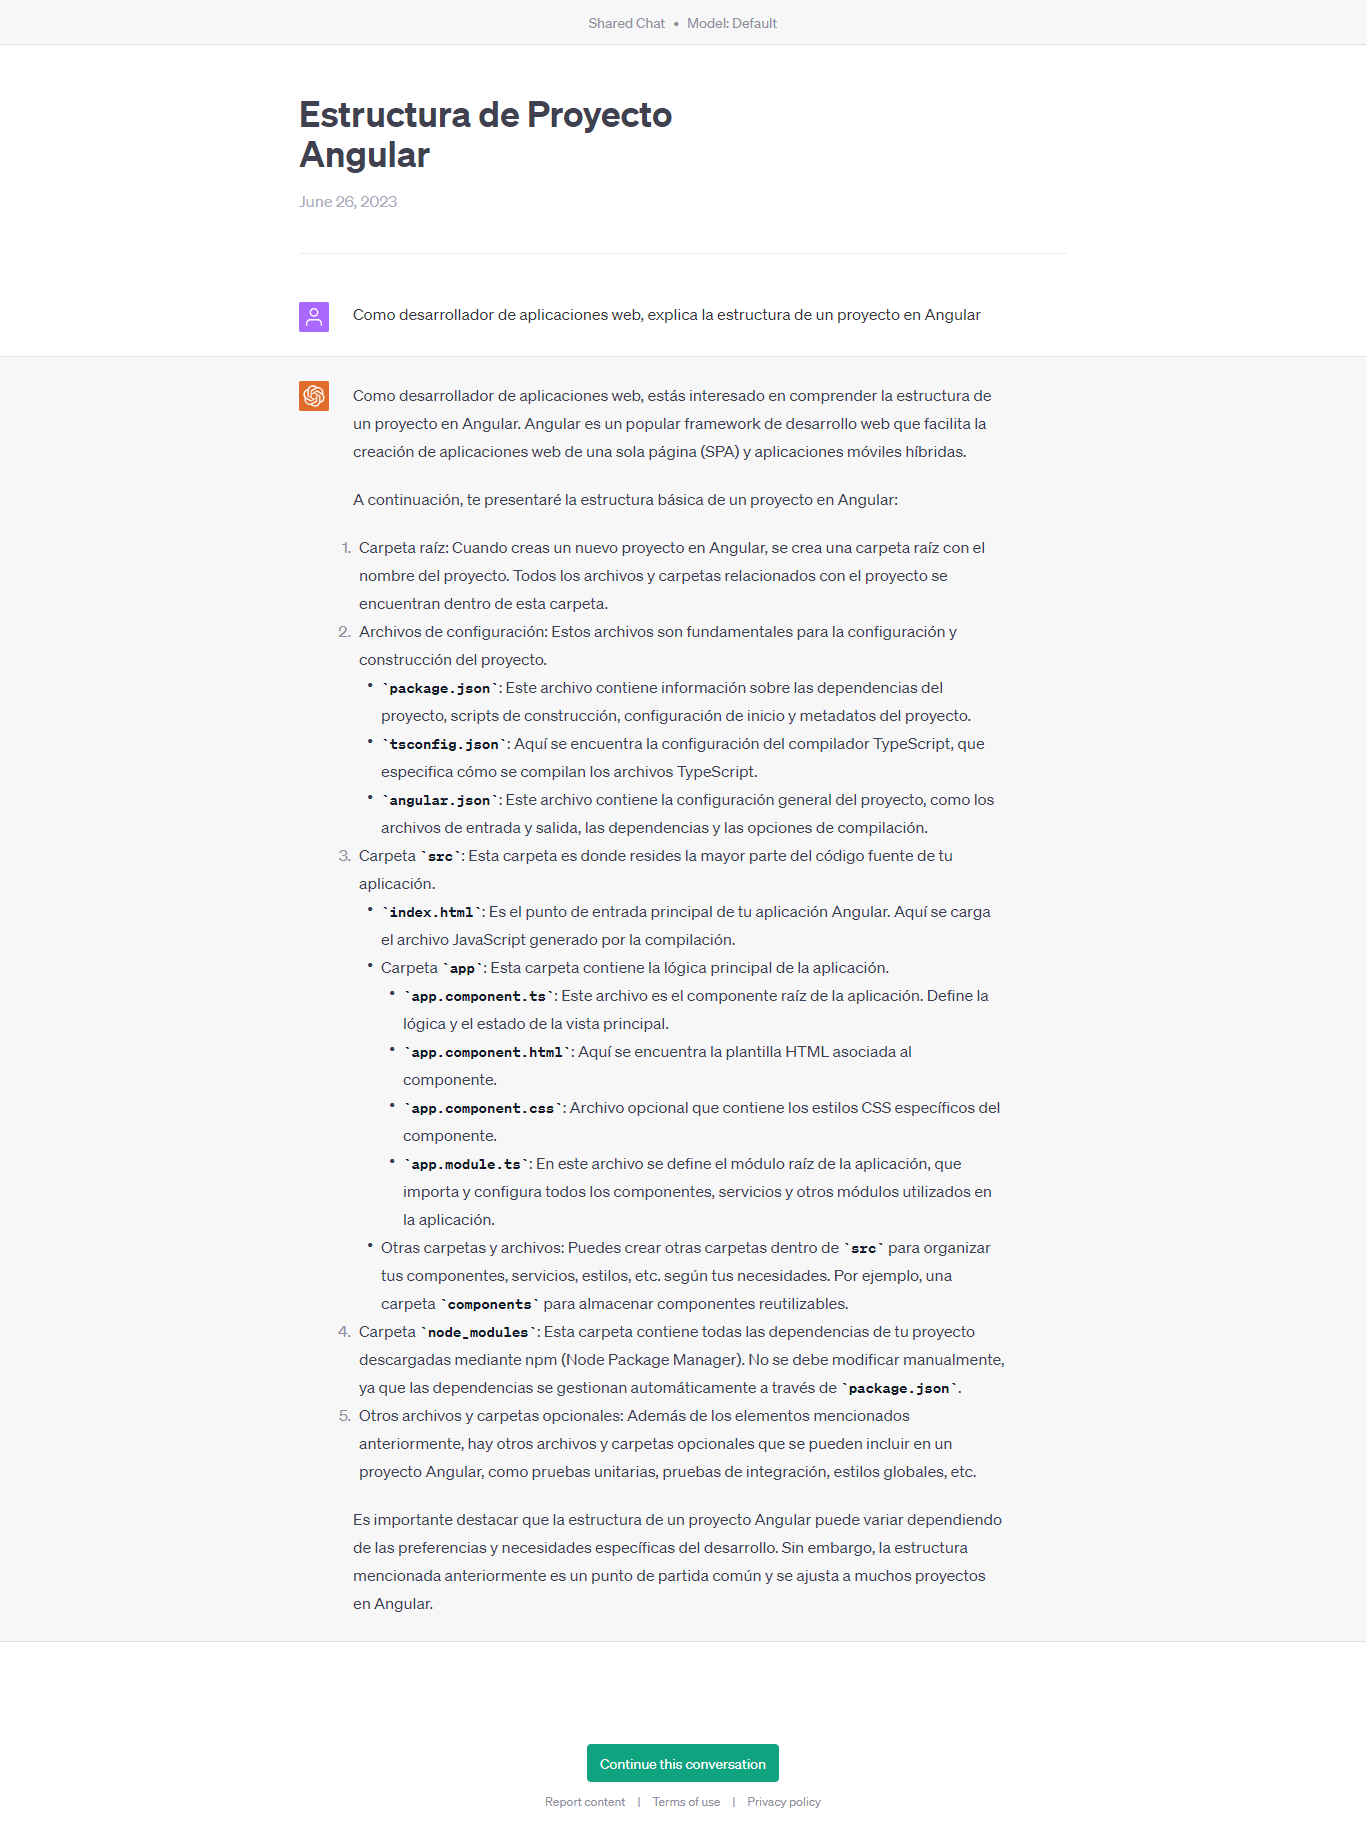 Shared Chat • Model: Default
Estructura de Proyecto
Angular
June 26, 2023
Como desarrollador de aplicaciones web, explica la estructura de un proyecto en Angular
Como desarrollador de aplicaciones web, estás interesado en comprender la estructura de
un proyecto en Angular. Angular es un popular framework de desarrollo web que facilita la
creación de aplicaciones web de una sola página (SPA) y aplicaciones móviles híbridas.
A continuación, te presentaré la estructura básica de un proyecto en Angular:
1. Carpeta raíz: Cuando creas un nuevo proyecto en Angular, se crea una carpeta raíz con el
nombre del proyecto. Todos los archivos y carpetas relacionados con el proyecto se
encuentran dentro de esta carpeta.
2. Archivos de configuración: Estos archivos son fundamentales para la configuración y
construcción del proyecto.
• `package.json`: Este archivo contiene información sobre las dependencias del
proyecto, scripts de construcción, configuración de inicio y metadatos del proyecto.
• `tsconfig.json`: Aquí se encuentra la configuración del compilador TypeScript, que
especifica cómo se compilan los archivos TypeScript.
• `angular.json`: Este archivo contiene la configuración general del proyecto, como los
archivos de entrada y salida, las dependencias y las opciones de compilación.
3. Carpeta `src`: Esta carpeta es donde resides la mayor parte del código fuente de tu
aplicación.
• `index.html`: Es el punto de entrada principal de tu aplicación Angular. Aquí se carga
el archivo JavaScript generado por la compilación.
• Carpeta `app`: Esta carpeta contiene la lógica principal de la aplicación.
• `app.component.ts`: Este archivo es el componente raíz de la aplicación. Define la
lógica y el estado de la vista principal.
• `app.component.html`: Aquí se encuentra la plantilla HTML asociada al
componente.
• `app.component.css`: Archivo opcional que contiene los estilos CSS específicos del
componente.
• `app.module.ts`: En este archivo se define el módulo raíz de la aplicación, que
importa y configura todos los componentes, servicios y otros módulos utilizados en
la aplicación.
• Otras carpetas y archivos: Puedes crear otras carpetas dentro de `src` para organizar
tus componentes, servicios, estilos, etc. según tus necesidades. Por ejemplo, una
carpeta `components` para almacenar componentes reutilizables.
4. Carpeta `node_modules`: Esta carpeta contiene todas las dependencias de tu proyecto
descargadas mediante npm (Node Package Manager). No se debe modificar manualmente,
ya que las dependencias se gestionan automáticamente a través de `package.json`.
5. Otros archivos y carpetas opcionales: Además de los elementos mencionados
anteriormente, hay otros archivos y carpetas opcionales que se pueden incluir en un
proyecto Angular, como pruebas unitarias, pruebas de integración, estilos globales, etc.
Es importante destacar que la estructura de un proyecto Angular puede variar dependiendo
de las preferencias y necesidades específicas del desarrollo. Sin embargo, la estructura
mencionada anteriormente es un punto de partida común y se ajusta a muchos proyectos
en Angular.
Continue this conversation
Report content | Terms of use | Privacy policy